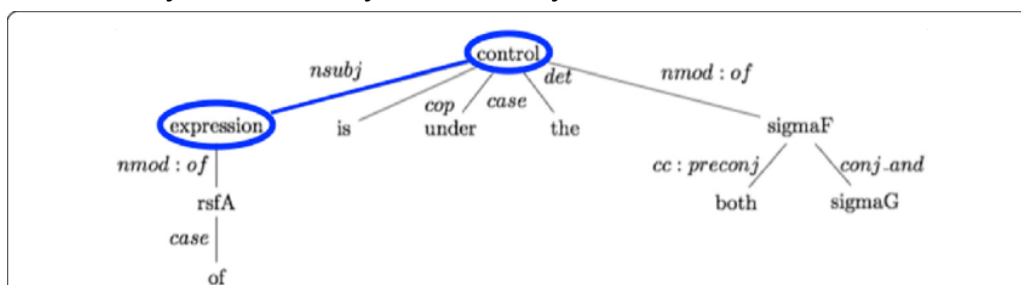 control
nsubj det nmod : of
cop case
expression is under the sigmaF
nmod : of cc : preconj conj_and
rsfA both sigmaG
case
of